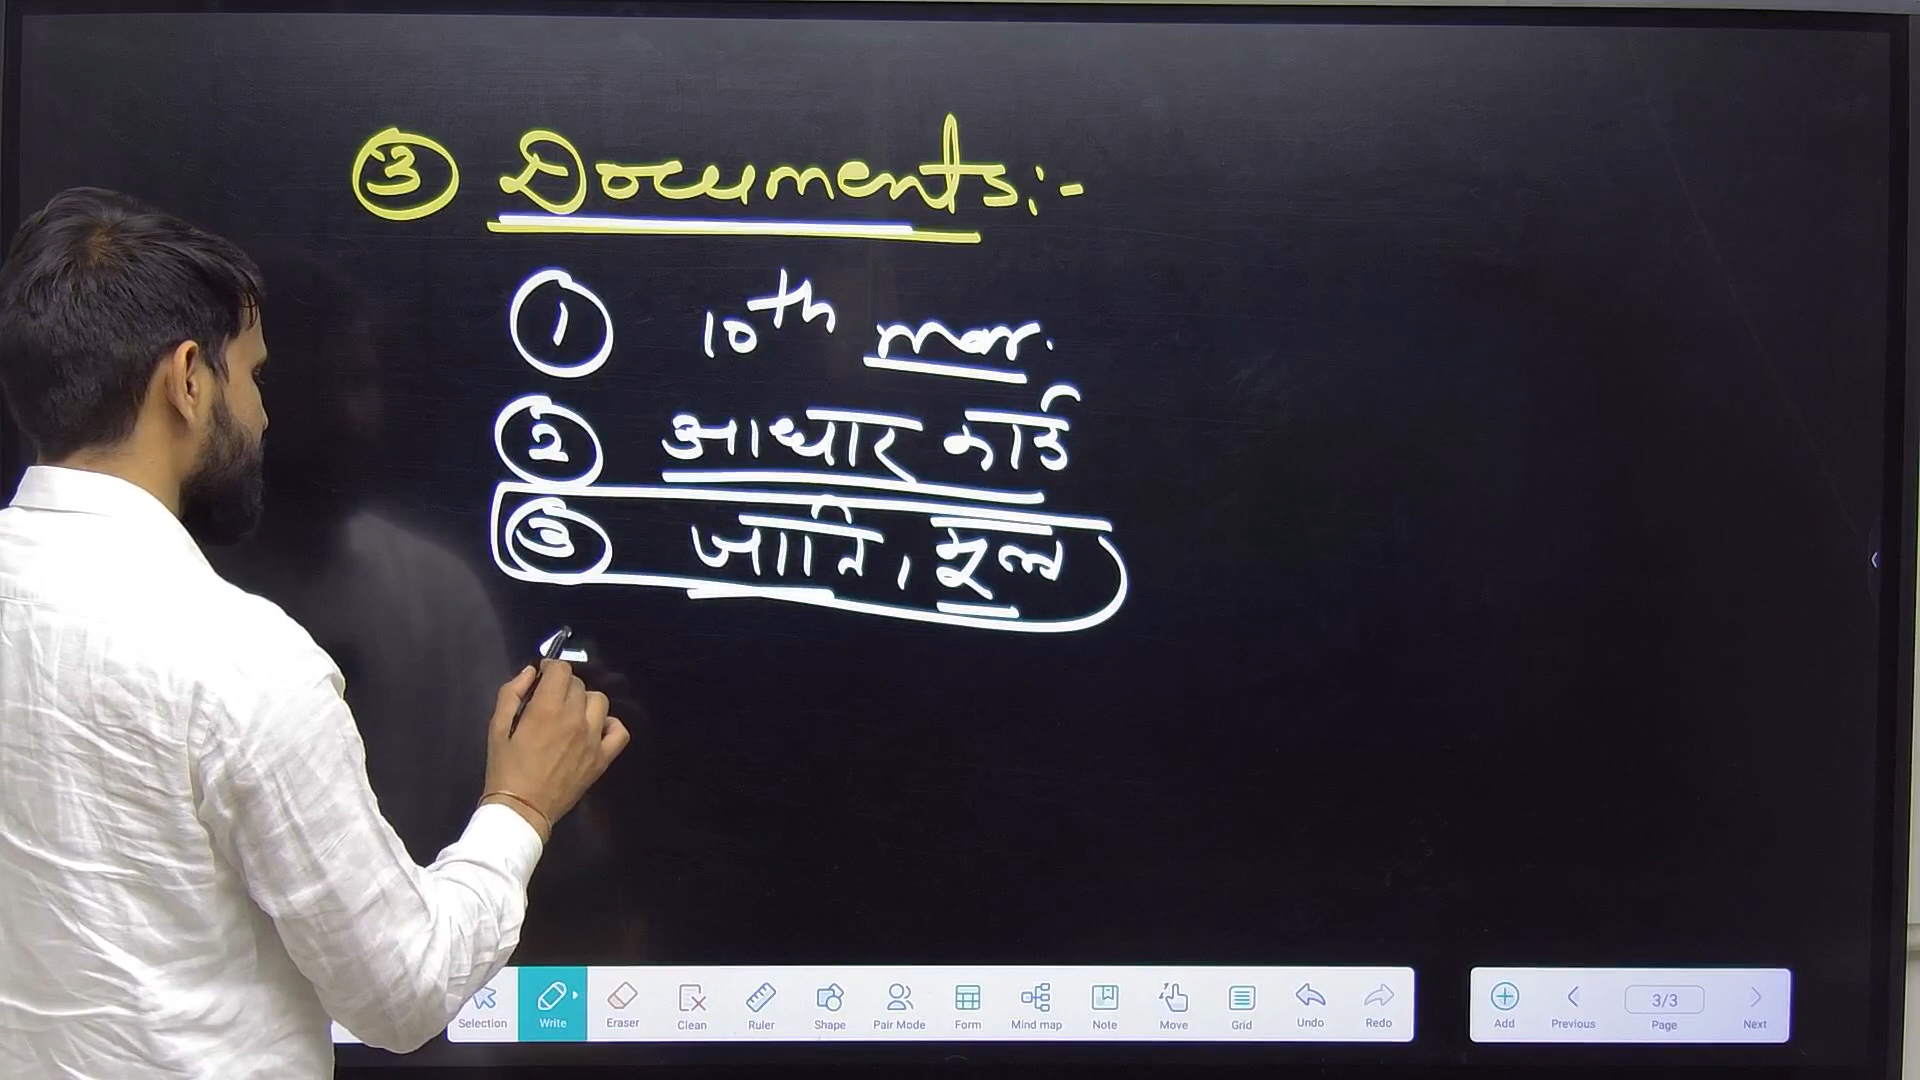 ③ Documents:-
① 10th mar.
② आधार कार्ड
③ जाति, मूल
Selection Write Eraser Clean Ruler Shape Pair Mode Form Mind map Note Move Grid Undo Redo
Add Previous 3/3 Page Next